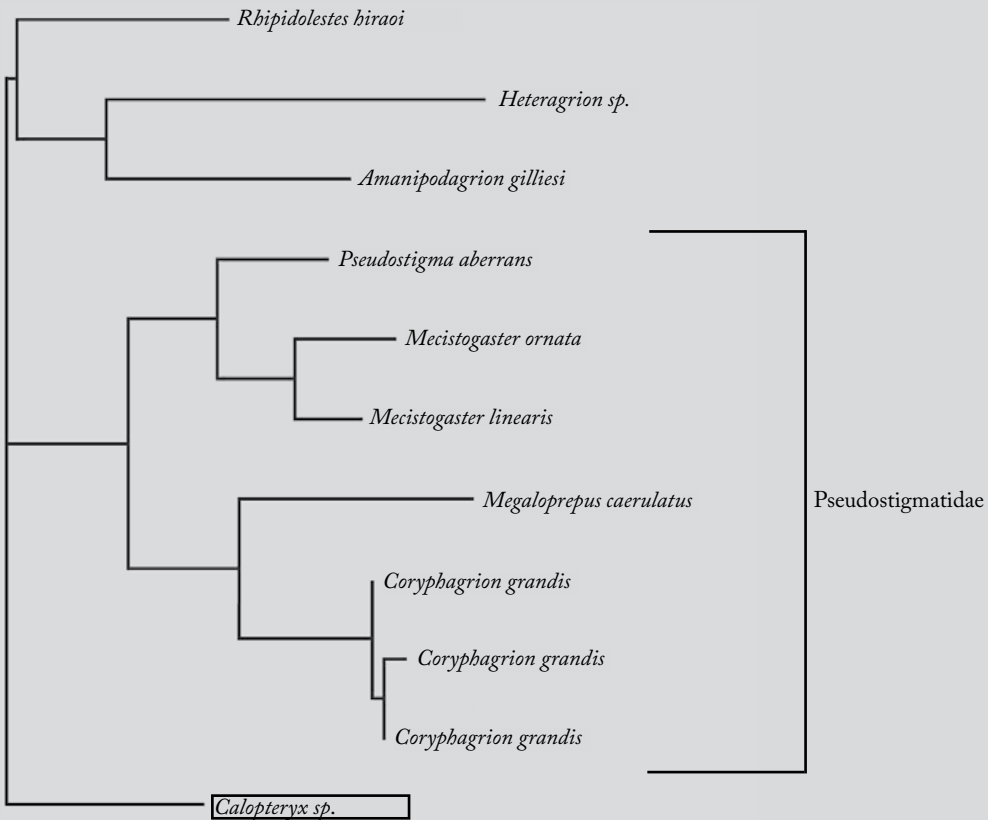 Rhipidolestes hiraoi
Heteragrion sp.
Amanipodagrion gilliesi
Pseudostigma aberrans
Mecistogaster ornata
Mecistogaster linearis
Megaloprepus caerulatus
Pseudostigmatidae
Coryphagrion grandis
Coryphagrion grandis
Coryphagrion grandis
Calopteryx sp.